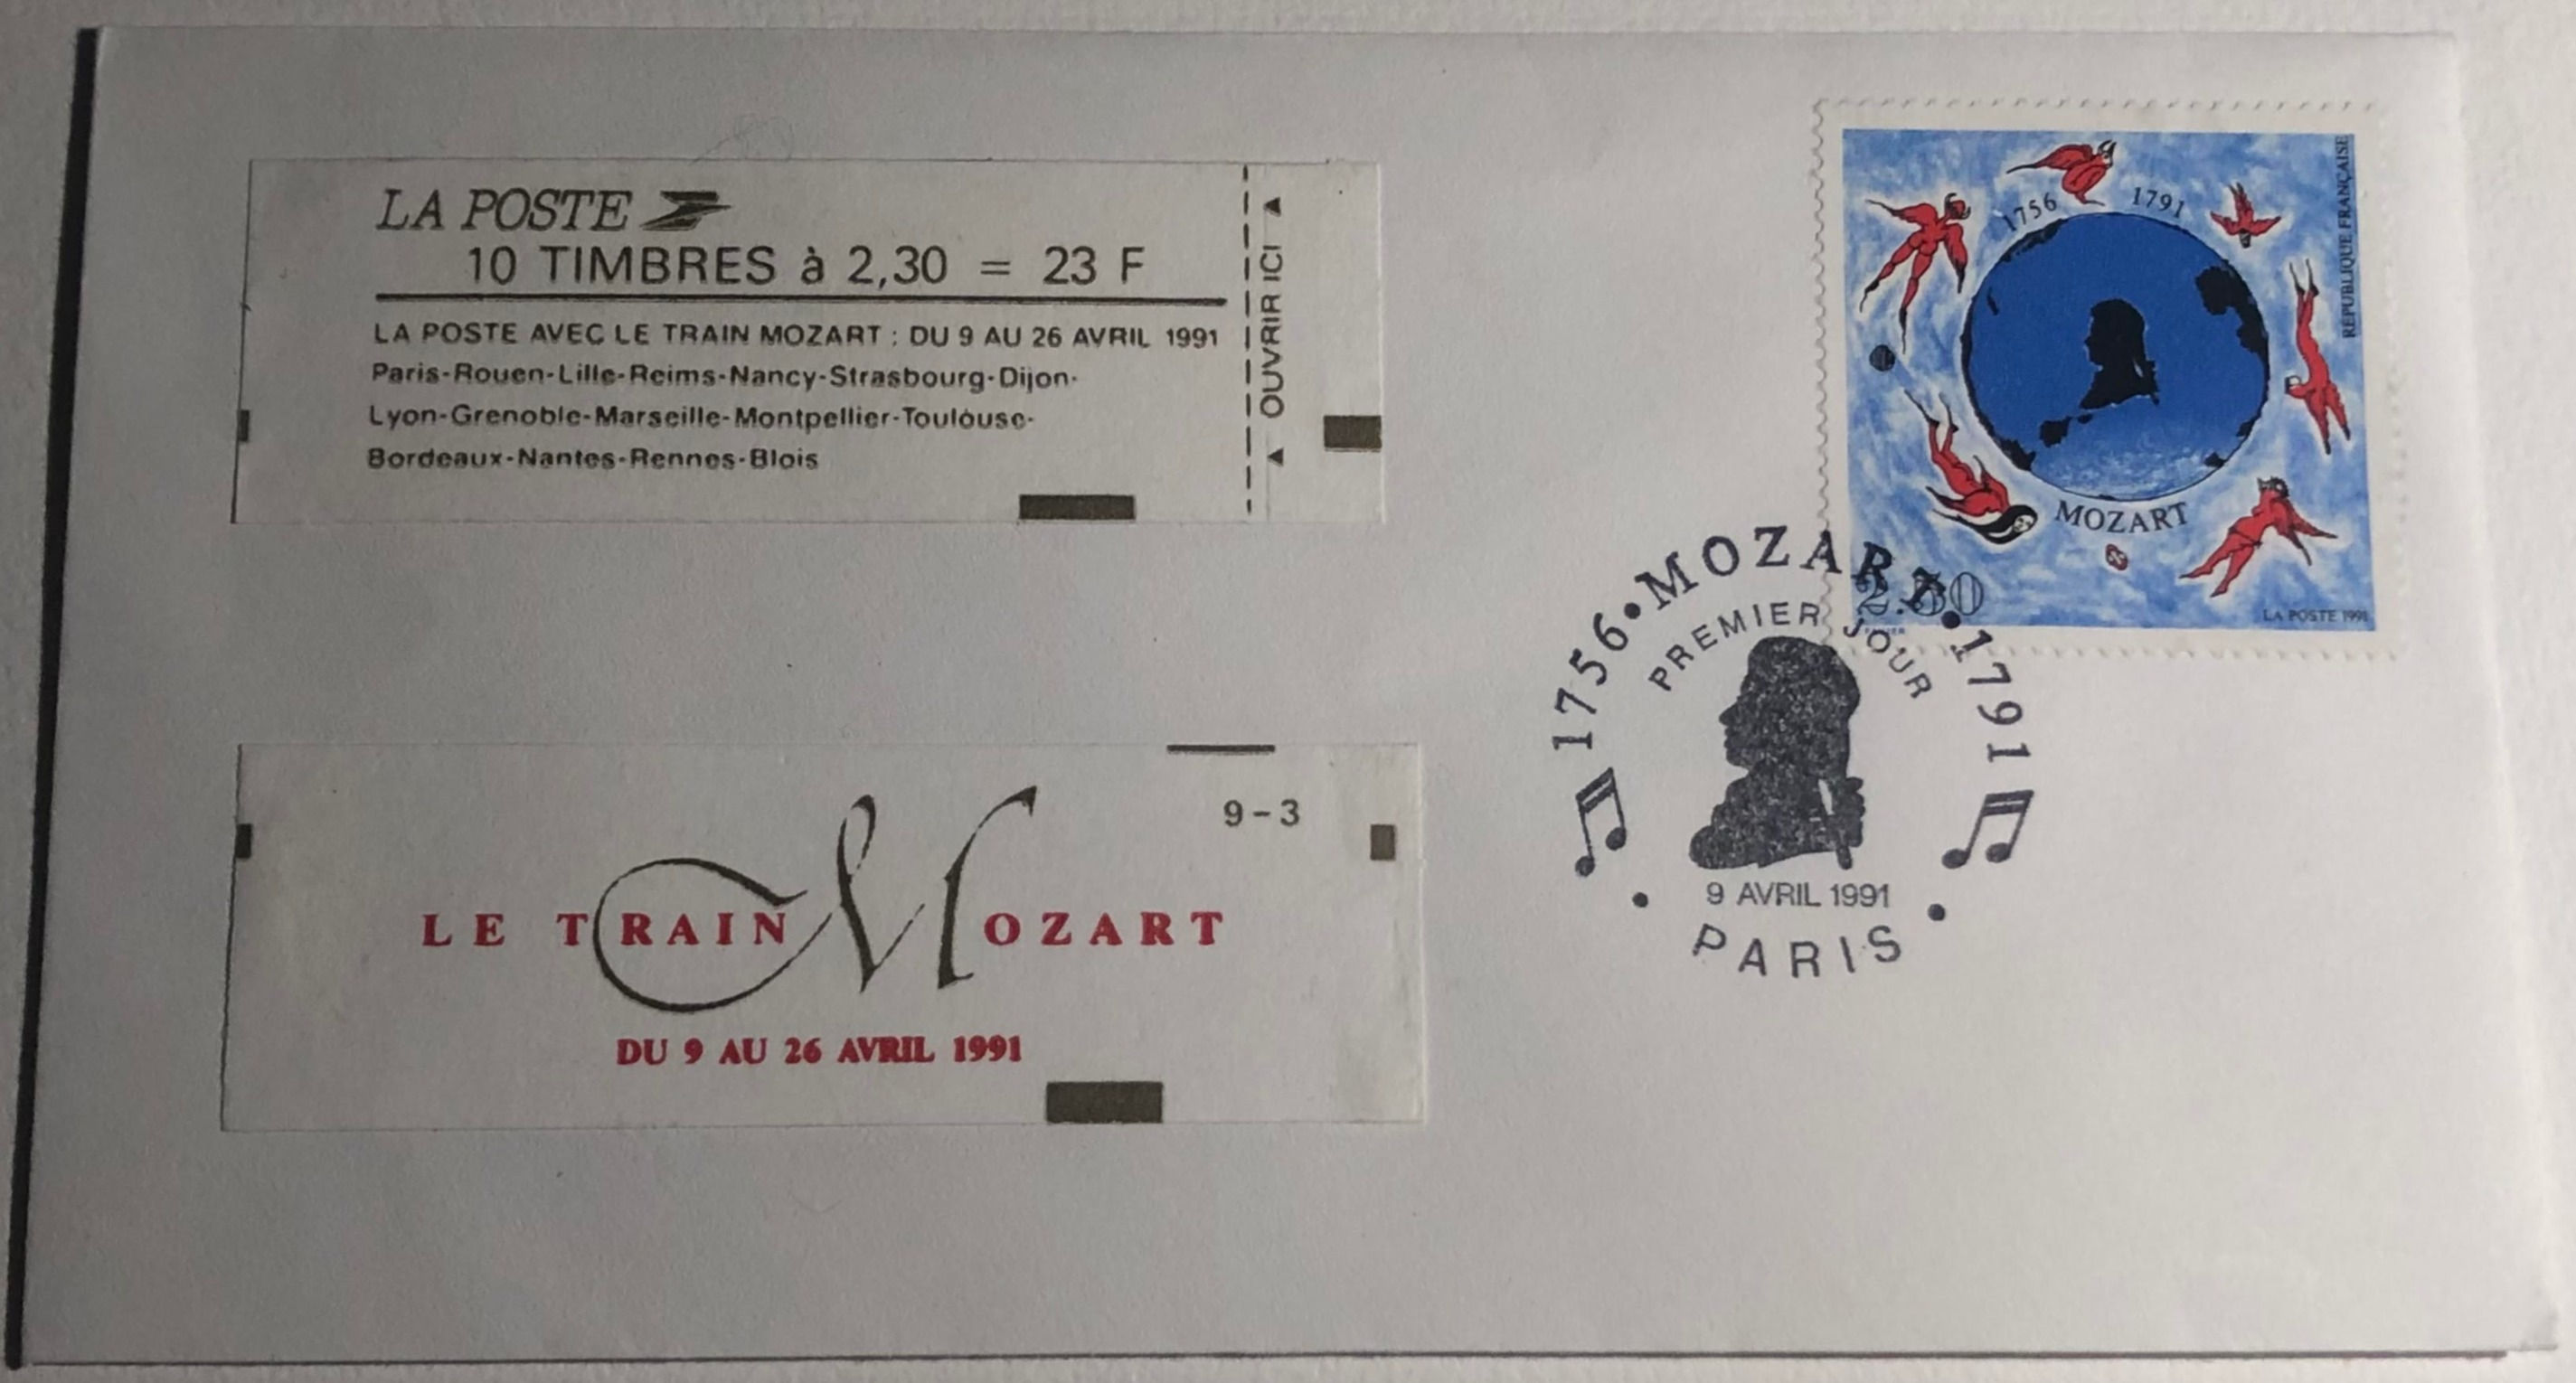 LA POSTE
10 TIMBRES à 2,30 = 23 F
LA POSTE AVEC LE TRAIN MOZART : DU 9 AU 26 AVRIL 1991
Paris-Rouen-Lille-Reims-Nancy-Strasbourg-Dijon-
Lyon-Grenoble-Marseille-Montpellier-Toulouse-
Bordeaux-Nantes-Rennes-Blois
▲ OUVRIR ICI ▲
1756 1791
RÉPUBLIQUE FRANÇAISE
MOZART
2.50
LA POSTE 1991
1756•MOZART•1791
PREMIER JOUR
9 AVRIL 1991
PARIS
9-3
LE TRAIN MOZART
DU 9 AU 26 AVRIL 1991